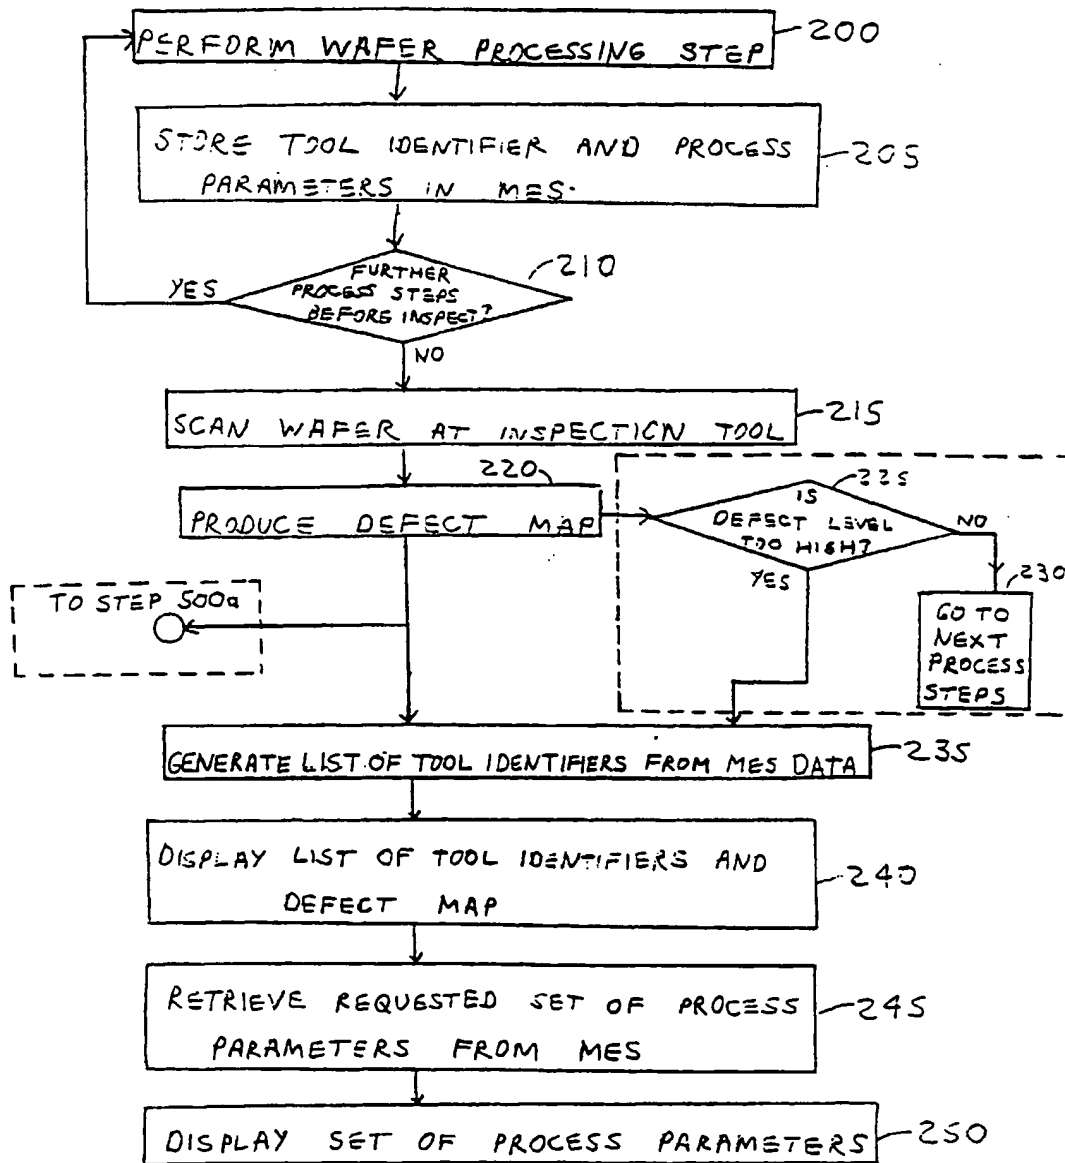 PERFORM WAFER PROCESSING STEP
200
STORE TOOL IDENTIFIER AND PROCESS
PARAMETERS IN MES.
205
FURTHER
PROCESS STEPS
BEFORE INSPECT?
210
YES
NO
SCAN WAFER AT INSPECTION TOOL
215
220
PRODUCE DEFECT MAP
IS
DEFECT LEVEL
TOO HIGH?
225
NO
YES
230
GO TO
NEXT
PROCESS
STEPS
TO STEP 500a
GENERATE LIST OF TOOL IDENTIFIERS FROM MES DATA
235
DISPLAY LIST OF TOOL IDENTIFIERS AND
DEFECT MAP
240
RETRIEVE REQUESTED SET OF PROCESS
PARAMETERS FROM MES
245
DISPLAY SET OF PROCESS PARAMETERS
250